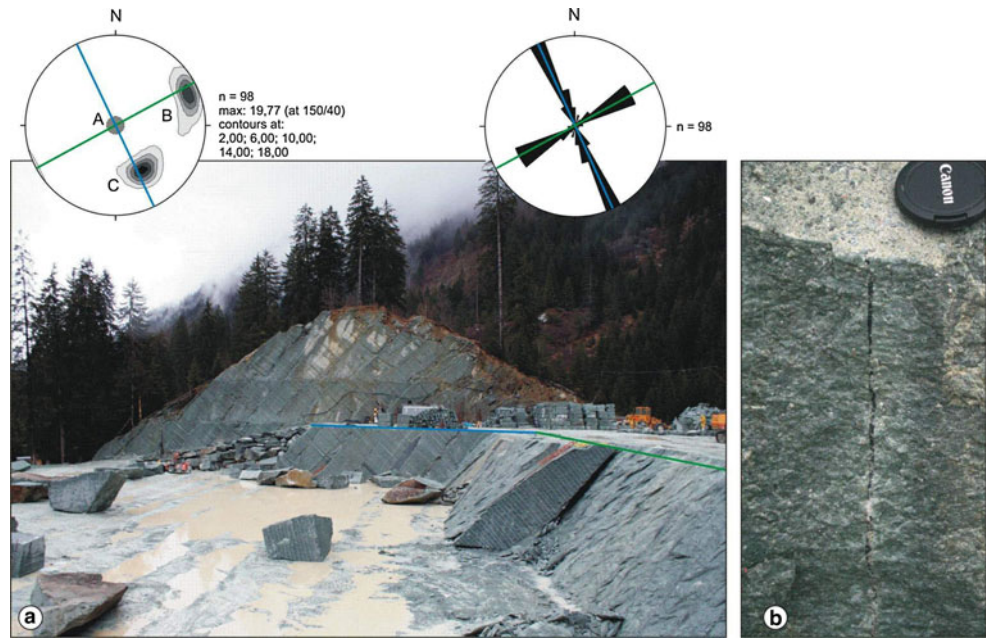 N
A
B
C
n = 98
max: 19,77 (at 150/40)
contours at:
2,00; 6,00; 10,00;
14,00; 18,00
N
n = 98
Canon
a
b